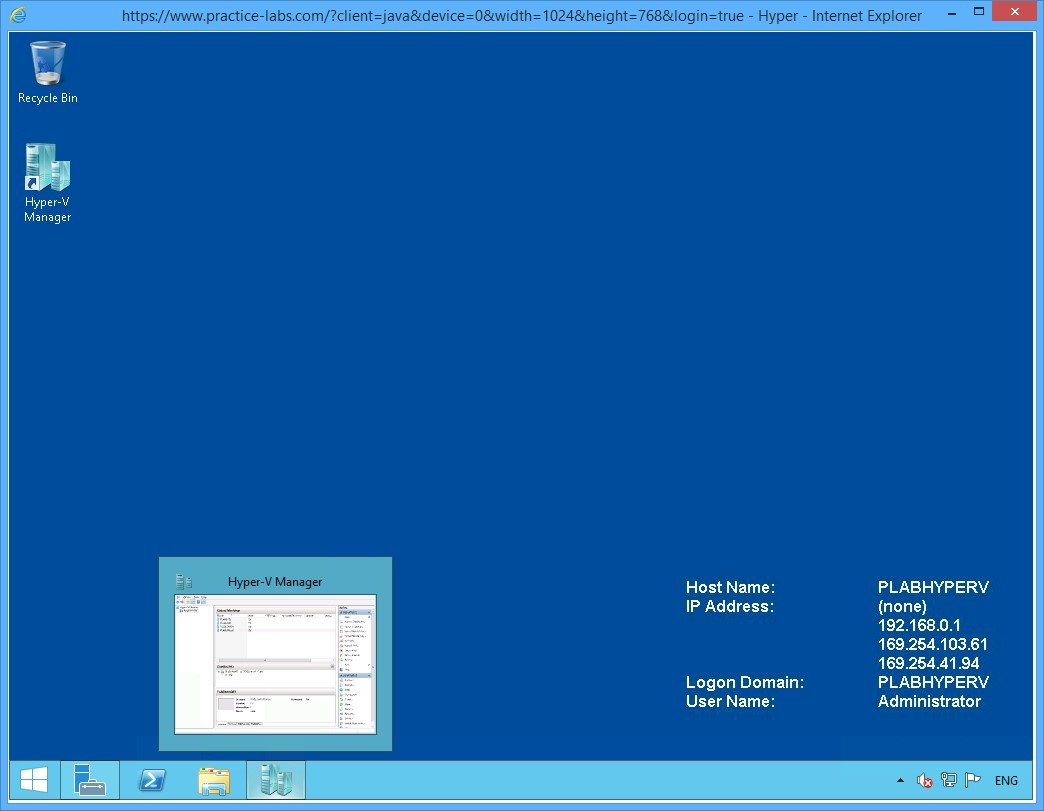 https://www.practice-labs.com/?client=java&device=0&width=1024&height=768&login=true - Hyper - Internet Explorer
Recycle Bin
Hyper-V
Manager
Hyper-V Manager
Host Name: PLABHYPERV
IP Address: (none)
192.168.0.1
169.254.103.61
169.254.41.94
Logon Domain: PLABHYPERV
User Name: Administrator
ENG